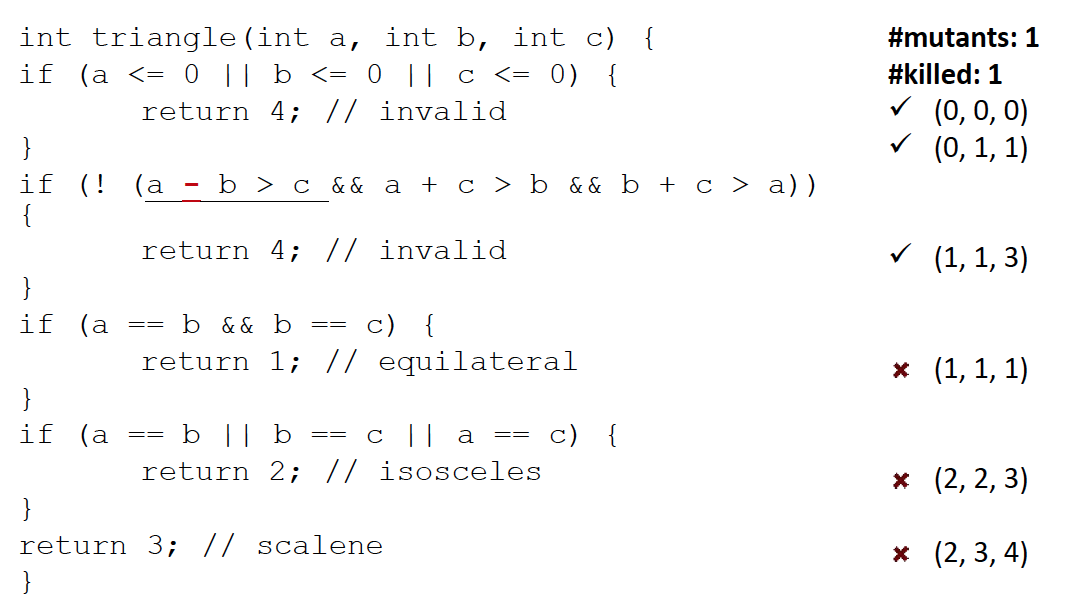 int triangle(int a, int b, int c) {
#mutants: 1
if (a <= 0 || b <= 0 || c <= 0) {
#killed: 1
return 4; // invalid
✓ (0, 0, 0)
}
✓ (0, 1, 1)
if (! (a - b > c && a + c > b && b + c > a))
{
return 4; // invalid
✓ (1, 1, 3)
}
if (a == b && b == c) {
return 1; // equilateral
✖ (1, 1, 1)
}
if (a == b || b == c || a == c) {
return 2; // isosceles
✖ (2, 2, 3)
}
return 3; // scalene
✖ (2, 3, 4)
}